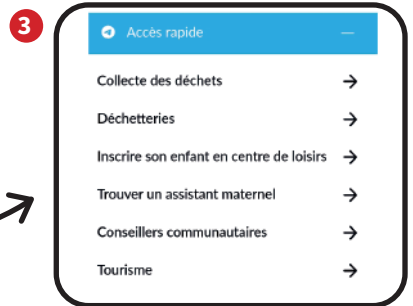 3
Accès rapide
Collecte des déchets
Déchetteries
Inscrire son enfant en centre de loisirs
Trouver un assistant maternel
Conseillers communautaires
Tourisme